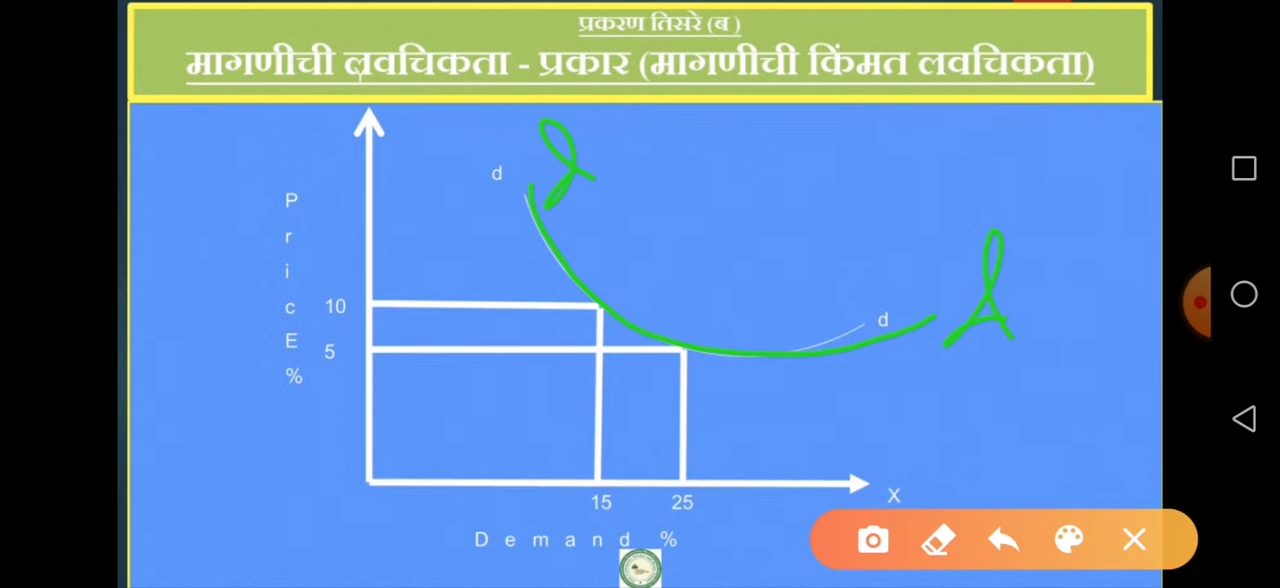 प्रकरण तिसरे (ब)
मागणीची लवचिकता - प्रकार (मागणीची किंमत लवचिकता)
d
d
d
d
P
r
i
c
E
%
10
5
15
25
X
D e m a n d %